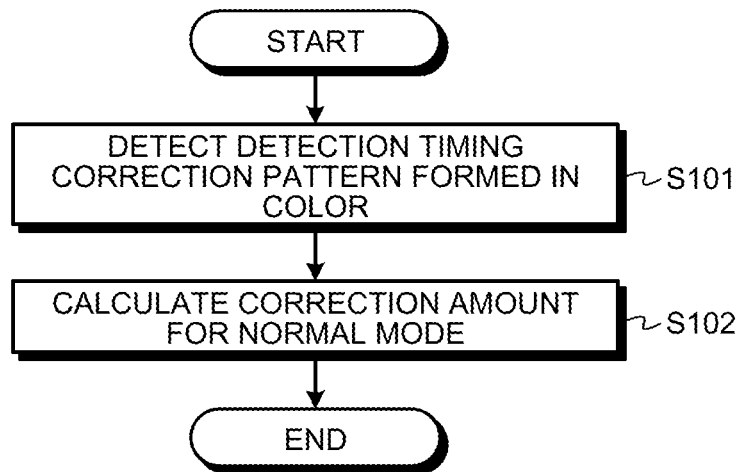 START
DETECT DETECTION TIMING
CORRECTION PATTERN FORMED IN
COLOR
S101
CALCULATE CORRECTION AMOUNT
FOR NORMAL MODE
S102
END